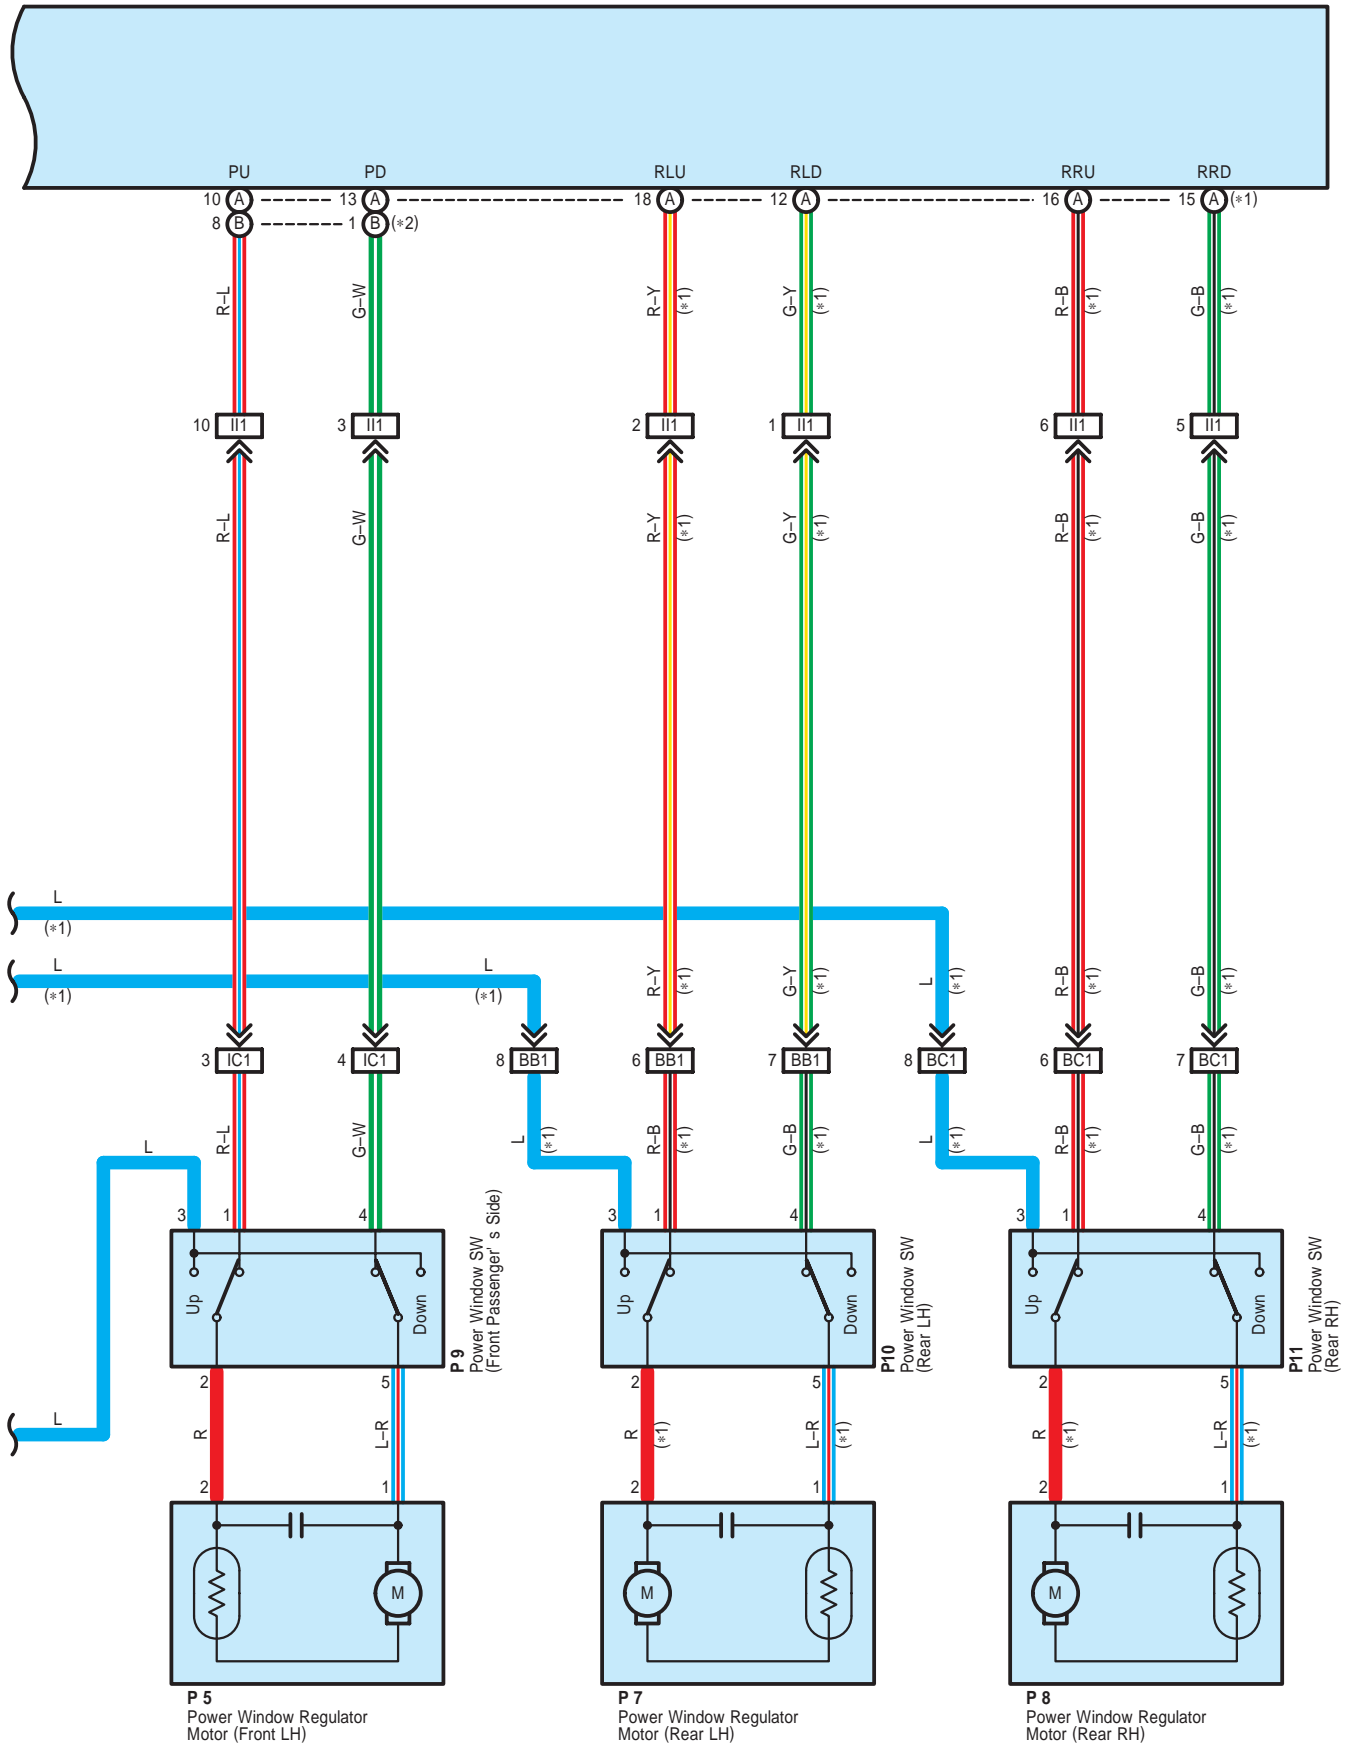 PU PD RLU RLD RRU RRD
10 A 13 A 18 A 12 A 16 A 15 A (*1)
8 B 1 B (*2)
R–L G–W R–Y (*1) G–Y (*1) R–B (*1) G–B (*1)
10 II1 3 II1 2 II1 1 II1 6 II1 5 II1
R–L G–W R–Y (*1) G–Y (*1) R–B (*1) G–B (*1)
L
(*1)
L L R–Y (*1) G–Y (*1) L (*1) R–B (*1) G–B (*1)
(*1) (*1)
3 IC1 4 IC1 8 BB1 6 BB1 7 BB1 8 BC1 6 BC1 7 BC1
L R–L G–W L (*1) R–B (*1) G–B (*1) L (*1) R–B (*1) G–B (*1)
3 1 4 3 1 4 3 1 4
Up Down Up Down Up Down
P 9
Power Window SW
(Front Passenger' s Side)
P10
Power Window SW
(Rear LH)
P11
Power Window SW
(Rear RH)
2 5 2 5 2 5
L R L–R R (*1) L–R (*1) R (*1) L–R (*1)
2 1 2 1 2 1
M M M
P 5
Power Window Regulator
Motor (Front LH)
P 7
Power Window Regulator
Motor (Rear LH)
P 8
Power Window Regulator
Motor (Rear RH)